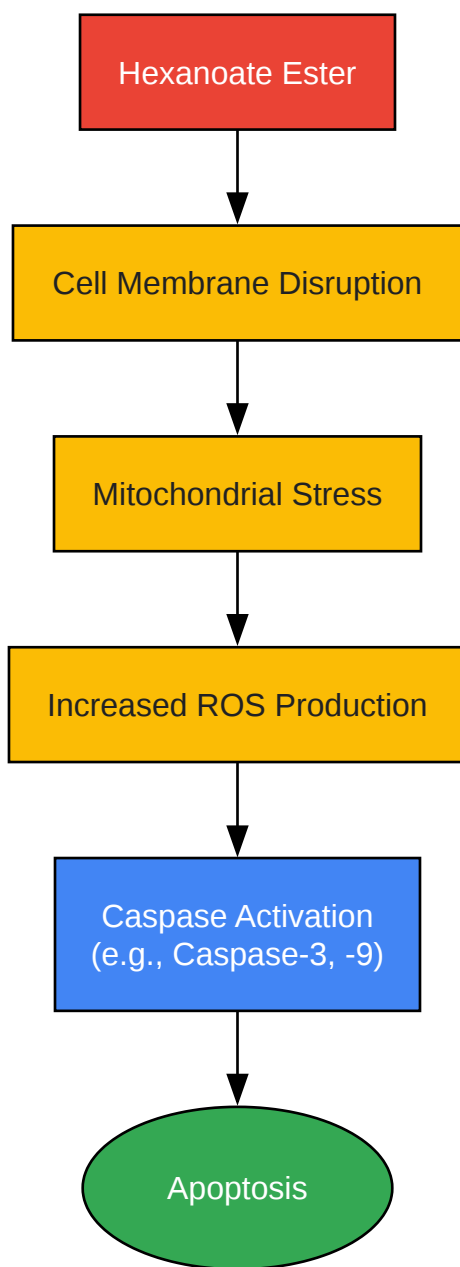 Hexanoate Ester
Cell Membrane Disruption
Mitochondrial Stress
Increased ROS Production
Caspase Activation
(e.g., Caspase-3, -9)
Apoptosis